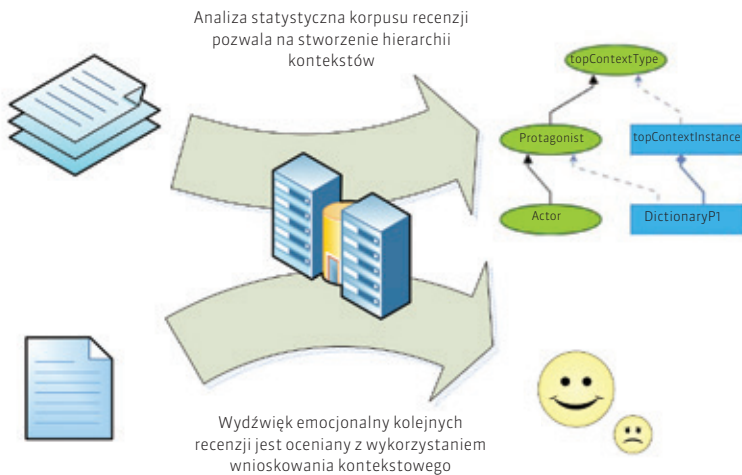 Analiza statystyczna korpusu recenzji
pozwala na stworzenie hierarchii
kontekstów
topContextType
Protagonist
topContextInstance
Actor
DictionaryP1
Wydźwięk emocjonalny kolejnych
recenzji jest oceniany z wykorzystaniem
wnioskowania kontekstowego